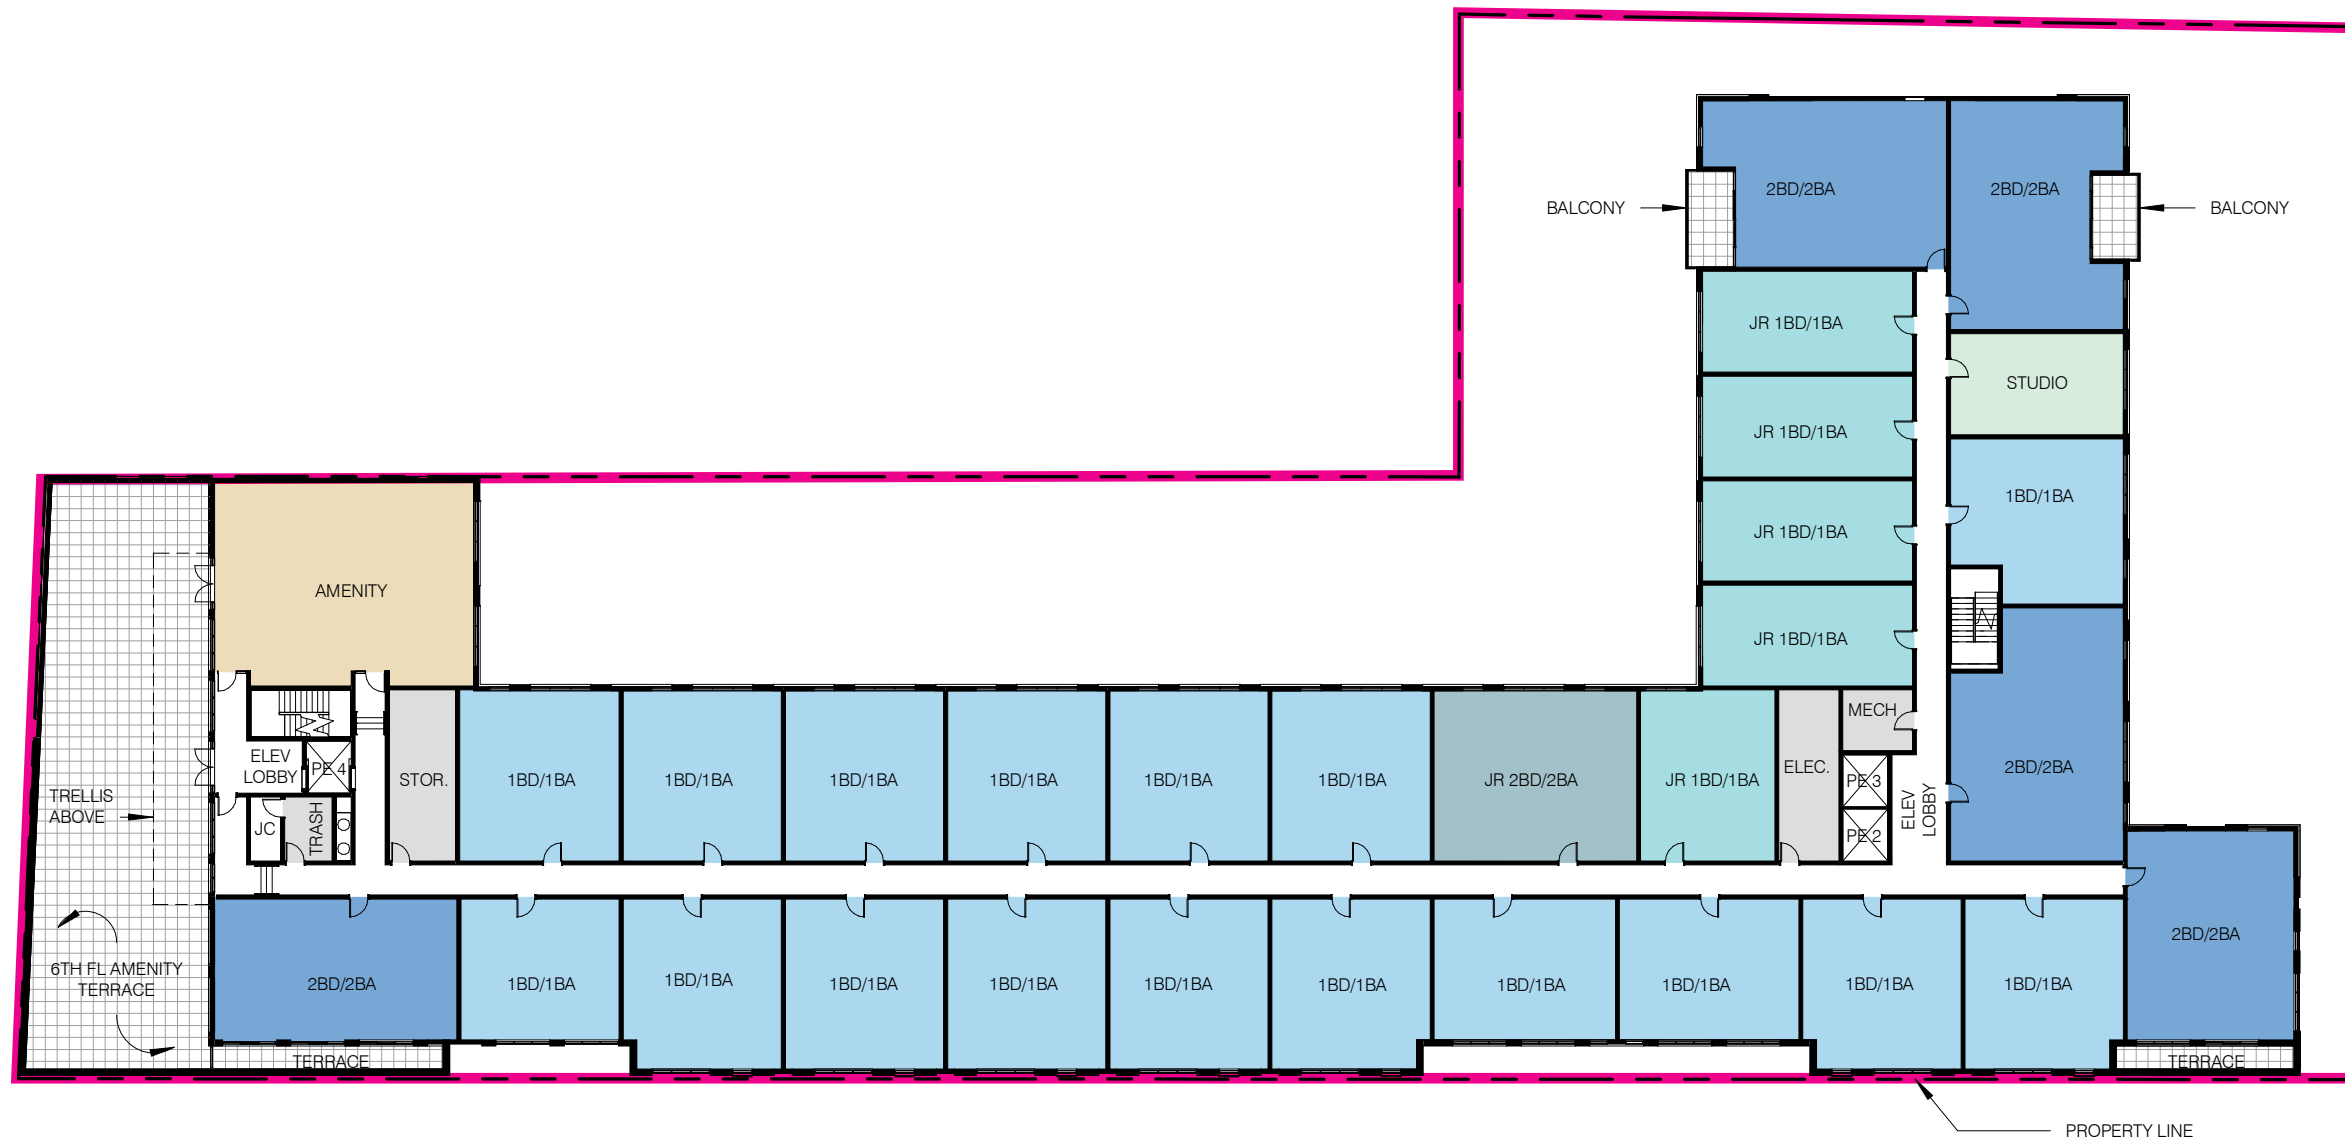 2BD/2BA
2BD/2BA
BALCONY
BALCONY
JR 1BD/1BA
STUDIO
JR 1BD/1BA
1BD/1BA
JR 1BD/1BA
AMENITY
JR 1BD/1BA
MECH
ELEV
LOBBY
PE 4
STOR.
1BD/1BA
1BD/1BA
1BD/1BA
1BD/1BA
1BD/1BA
1BD/1BA
JR 2BD/2BA
JR 1BD/1BA
ELEC.
PE 3
2BD/2BA
TRELLIS
ABOVE
JC
TRASH
PE 2
ELEV
LOBBY
2BD/2BA
6TH FL AMENITY
TERRACE
2BD/2BA
1BD/1BA
1BD/1BA
1BD/1BA
1BD/1BA
1BD/1BA
1BD/1BA
1BD/1BA
1BD/1BA
1BD/1BA
1BD/1BA
TERRACE
TERRACE
PROPERTY LINE